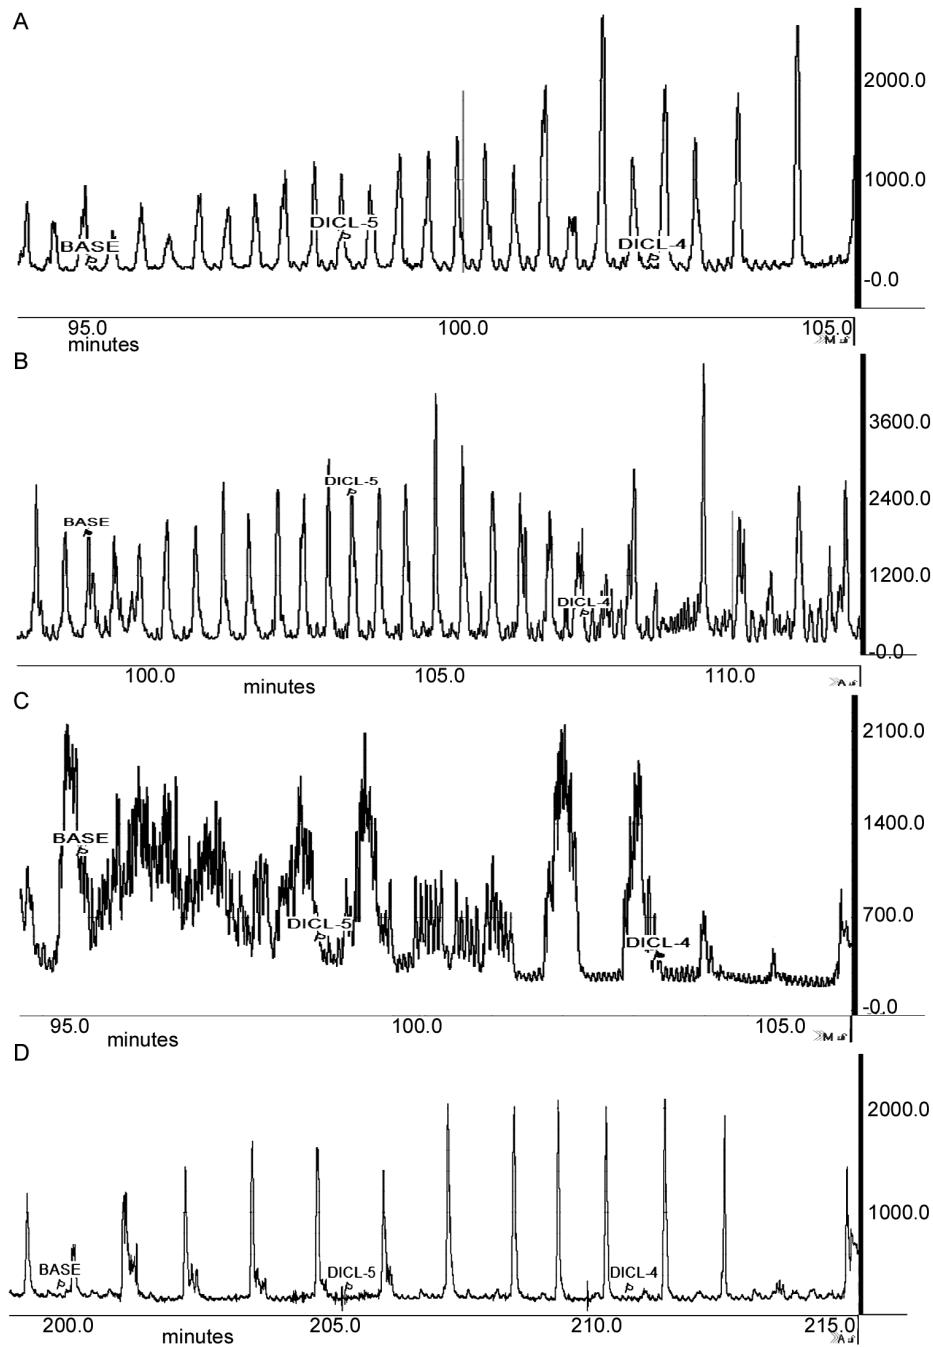 A
2000.0
1000.0
DICL-5
DICL-4
BASE
-0.0
95.0 100.0 105.0
minutes
B
3600.0
DICL-5
2400.0
BASE
1200.0
DICL-4
-0.0
100.0 105.0 110.0
minutes
C
2100.0
BASE
1400.0
700.0
DICL-5
DICL-4
-0.0
95.0 100.0 105.0
minutes
D
2000.0
1000.0
BASE DICL-5 DICL-4
200.0 205.0 210.0 215.0
minutes